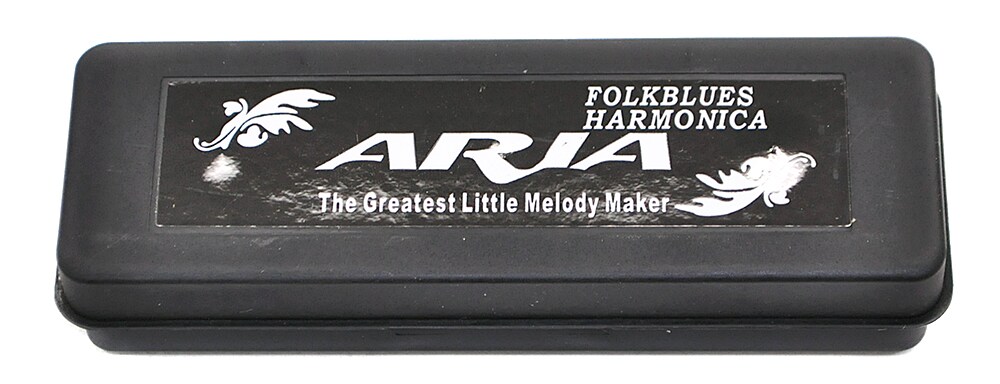 FOLKBLUES
HARMONICA
ARIA
The Greatest Little Melody Maker